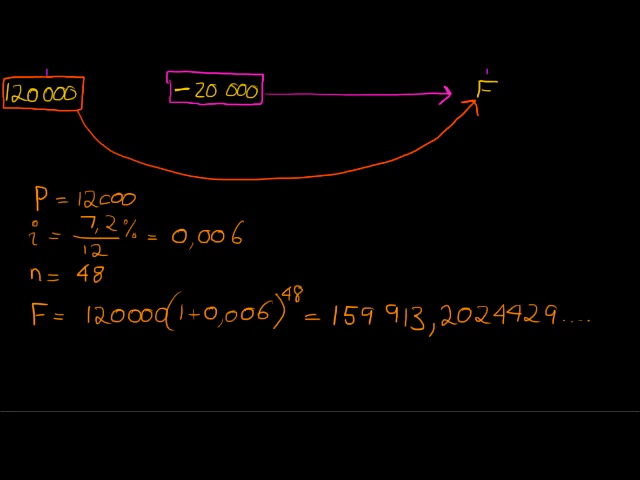 120 000 -20 000 F
P = 12000
i = 7,2% / 12 = 0,006
n = 48
F = 120000(1+0,006)^48 = 159 913,2024429....